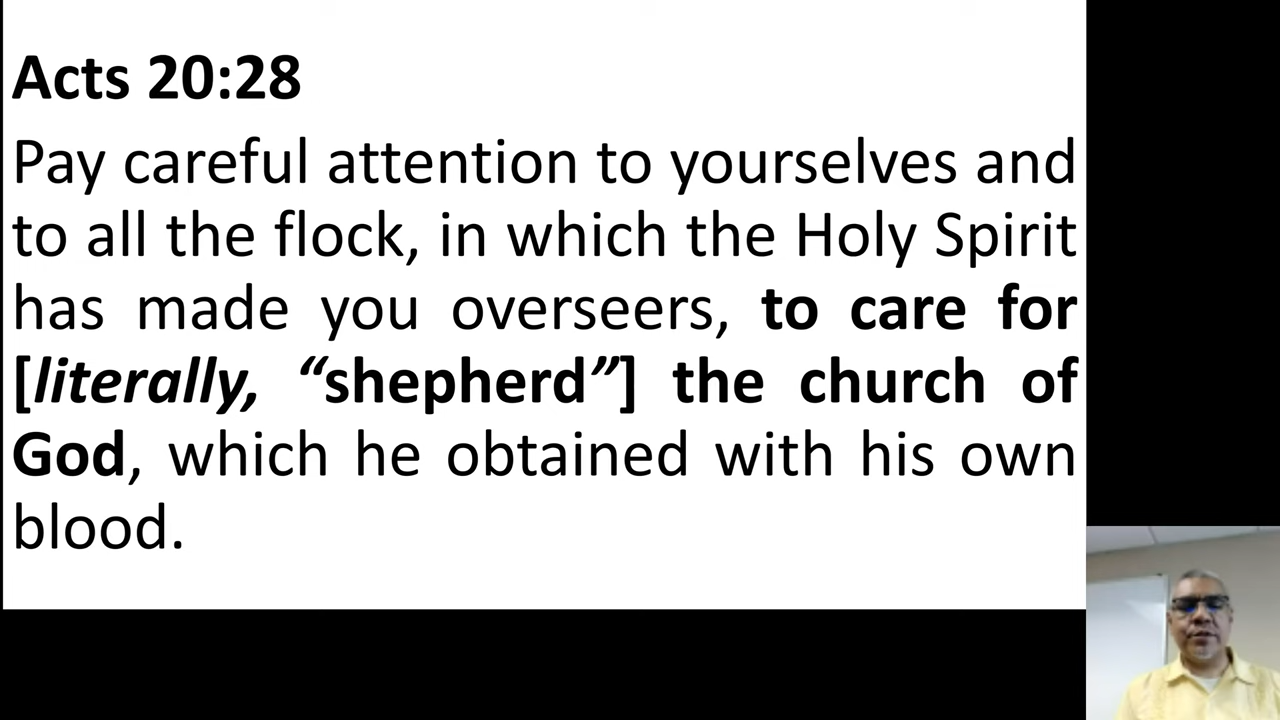 Acts 20:28
Pay careful attention to yourselves and
to all the flock, in which the Holy Spirit
has made you overseers, to care for
[literally, “shepherd”] the church of
God, which he obtained with his own
blood.